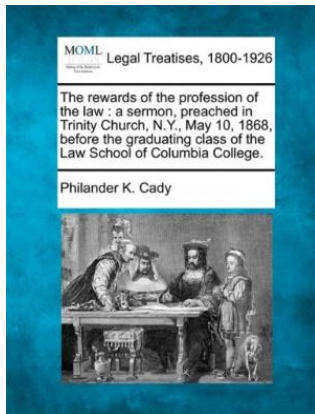 MOML Legal Treatises, 1800-1926
The rewards of the profession of
the law : a sermon, preached in
Trinity Church, N.Y., May 10, 1868,
before the graduating class of the
Law School of Columbia College.
Philander K. Cady